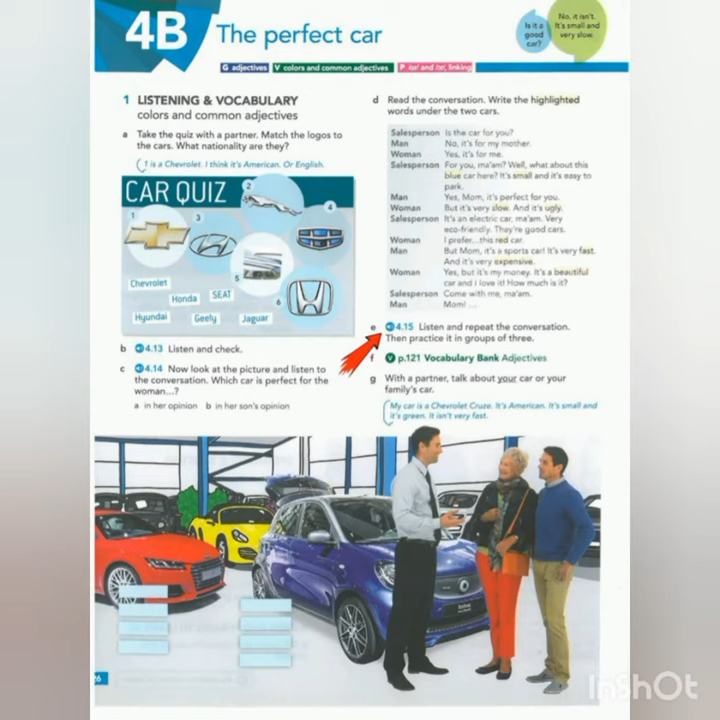 4B The perfect car
Is it a
good
car?
No, it isn't.
It's small and
very slow.
G adjectives V colors and common adjectives P linking
1 LISTENING & VOCABULARY
colors and common adjectives
a Take the quiz with a partner. Match the logos to
the cars. What nationality are they?
1 is a Chevrolet. I think it's American. Or English.
CAR QUIZ
1
2
3
4
5
6
Chevrolet
Honda
SEAT
Hyundai
Geely
Jaguar
b 4.13 Listen and check.
c 4.14 Now look at the picture and listen to
the conversation. Which car is perfect for the
woman...?
a in her opinion b in her son's opinion
d Read the conversation. Write the highlighted
words under the two cars.
Salesperson Is the car for you?
Man No, it's for my mother.
Woman Yes, it's for me.
Salesperson For you, ma'am? Well, what about this
blue car here? It's small and it's easy to
park.
Man Yes, Mom, it's perfect for you.
Woman But it's very slow. And it's ugly.
Salesperson It's an electric car, ma'am. Very
eco-friendly. They're good cars.
Woman I prefer...this red car.
Man But Mom, it's a sports car! It's very fast.
And it's very expensive.
Woman Yes, but it's my money. It's a beautiful
car and I love it! How much is it?
Salesperson Come with me, ma'am.
Man Mom! ...
e 4.15 Listen and repeat the conversation.
Then practice it in groups of three.
f V p.121 Vocabulary Bank Adjectives
g With a partner, talk about your car or your
family's car.
My car is a Chevrolet Cruze. It's American. It's small and
it's green. It isn't very fast.
InShOt